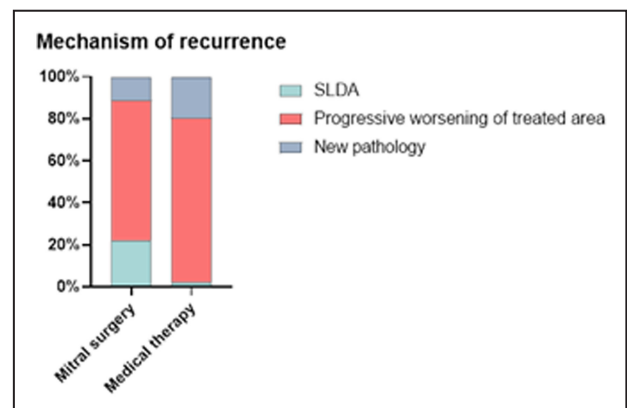 Mechanism of recurrence
100%
80%
60%
40%
20%
0%
Mitral surgery
Medical therapy
SLDA
Progressive worsening of treated area
New pathology